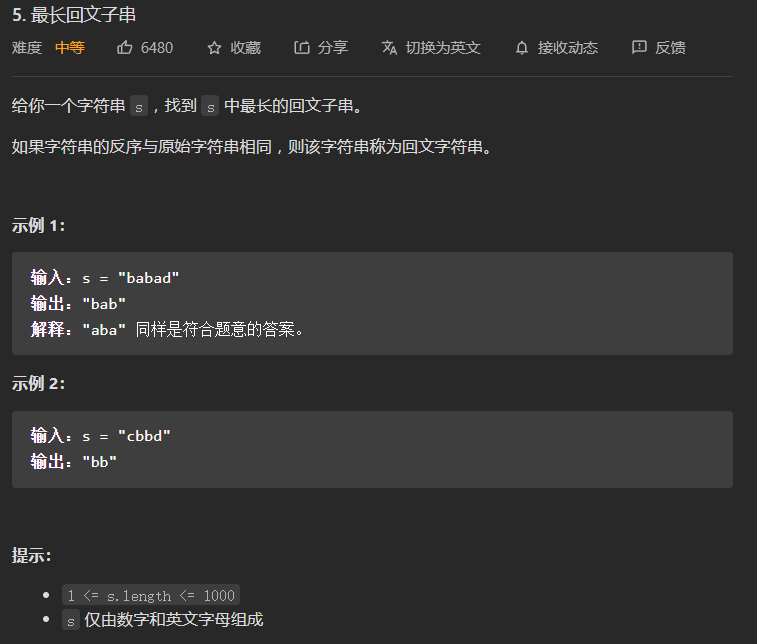 5. 最长回文子串
难度 中等 6480 收藏 分享 切换为英文 接收动态 反馈
给你一个字符串 s，找到 s 中最长的回文子串。
如果字符串的反序与原始字符串相同，则该字符串称为回文字符串。
示例 1：
输入：s = "babad"
输出："bab"
解释："aba" 同样是符合题意的答案。
示例 2：
输入：s = "cbbd"
输出："bb"
提示：
1 <= s.length <= 1000
s 仅由数字和英文字母组成